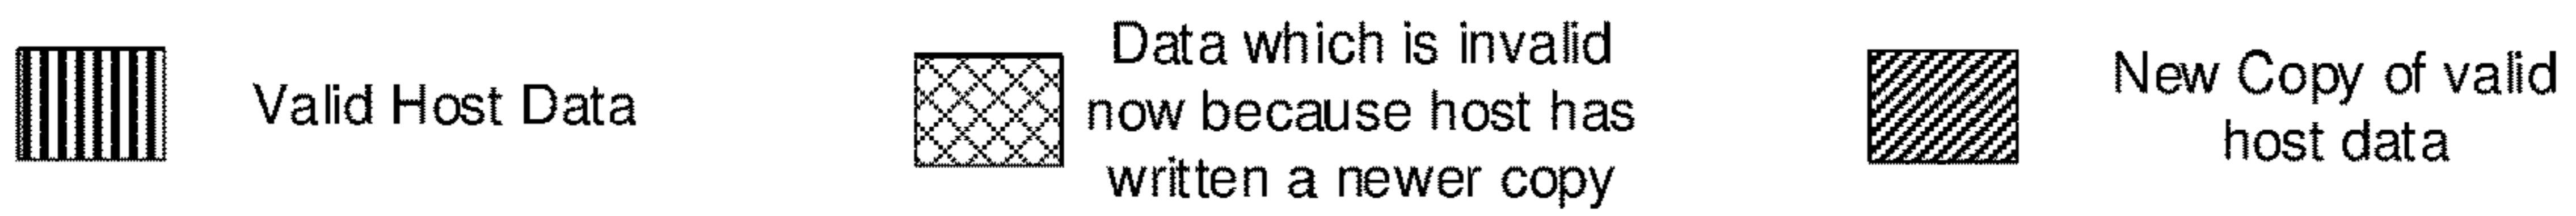 Valid Host Data
Data which is invalid
now because host has
written a newer copy
New Copy of valid
host data